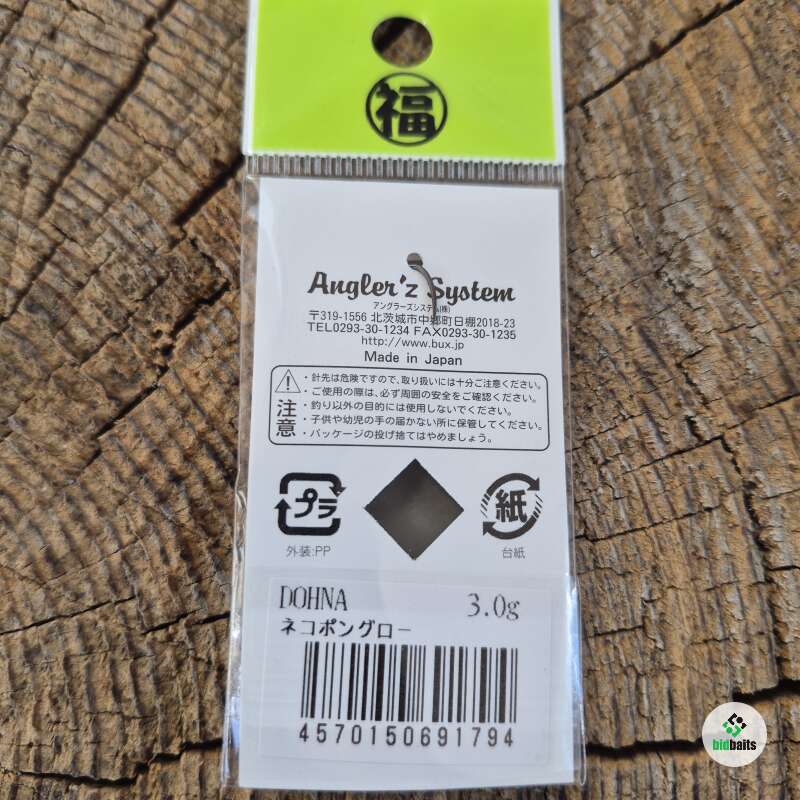 福
Angler'z System
アングラーズシステム(株)
〒319-1556 北茨城市中郷町日棚2018-23
TEL0293-30-1234 FAX0293-30-1235
http://www.bux.jp
Made in Japan
注意
・針先は危険ですので、取り扱いには十分ご注意ください。
・ご使用の際は、必ず周囲の安全をご確認ください。
・釣り以外の目的には使用しないでください。
・子供や幼児の手の届かない所に保管してください。
・パッケージの投げ捨てはやめましょう。
プラ
紙
外装:PP
台紙
DOHNA 3.0g
ネコポングロー
4570150691794
bidbaits